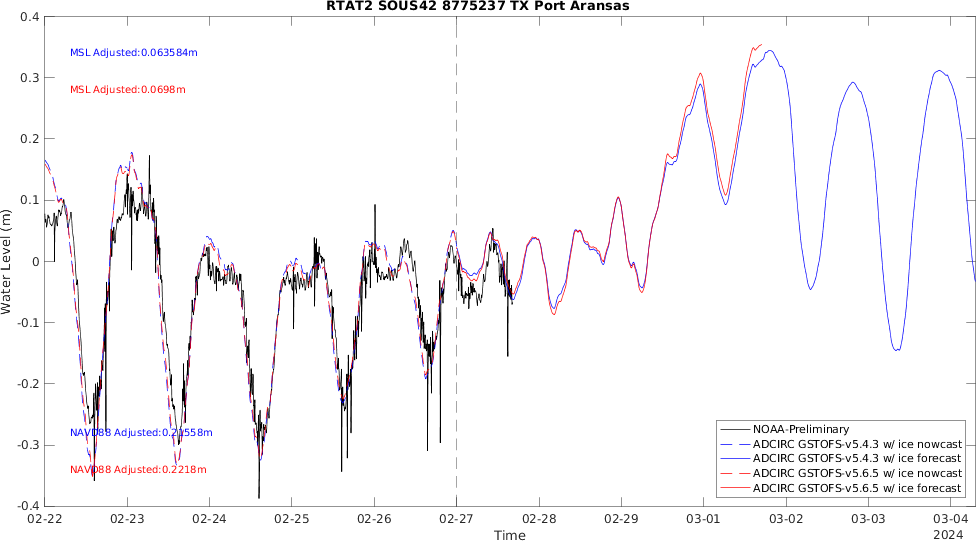 RTAT2 SOUS42 8775237 TX Port Aransas
0.4
0.3
0.2
0.1
0
-0.1
-0.2
-0.3
-0.4
Water Level (m)
MSL Adjusted:0.063584m
MSL Adjusted:0.0698m
NAVD88 Adjusted:0.21558m
NAVD88 Adjusted:0.2218m
NOAA-Preliminary
ADCIRC GSTOFS-v5.4.3 w/ ice nowcast
ADCIRC GSTOFS-v5.4.3 w/ ice forecast
ADCIRC GSTOFS-v5.6.5 w/ ice nowcast
ADCIRC GSTOFS-v5.6.5 w/ ice forecast
02-22 02-23 02-24 02-25 02-26 02-27 02-28 02-29 03-01 03-02 03-03 03-04
Time
2024